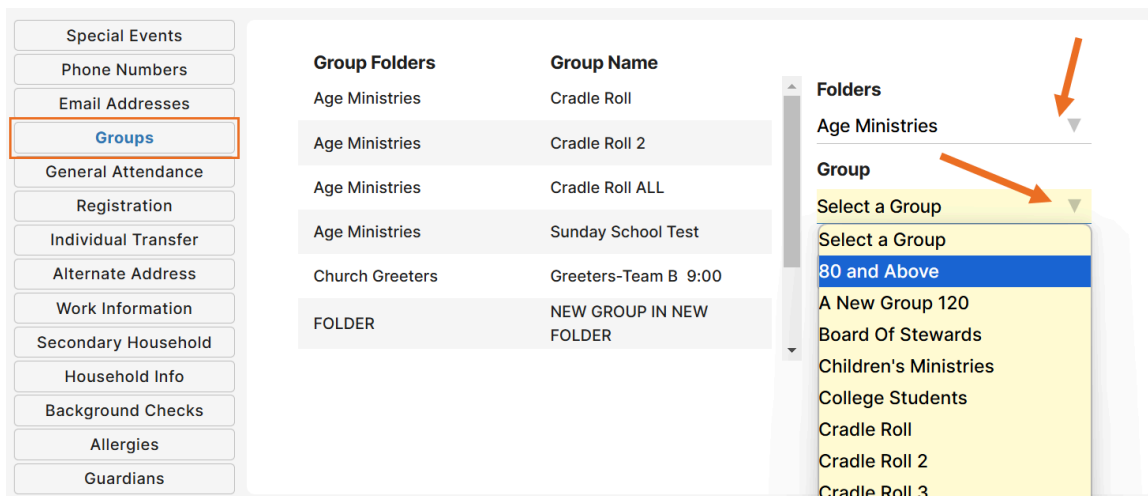 Special Events
Phone Numbers
Email Addresses
Groups
General Attendance
Registration
Individual Transfer
Alternate Address
Work Information
Secondary Household
Household Info
Background Checks
Allergies
Guardians
Group Folders Group Name
Age Ministries Cradle Roll
Age Ministries Cradle Roll 2
Age Ministries Cradle Roll ALL
Age Ministries Sunday School Test
Church Greeters Greeters-Team B 9:00
FOLDER NEW GROUP IN NEW
FOLDER
Folders
Age Ministries
Group
Select a Group
Select a Group
80 and Above
A New Group 120
Board Of Stewards
Children's Ministries
College Students
Cradle Roll
Cradle Roll 2
Cradle Roll 3